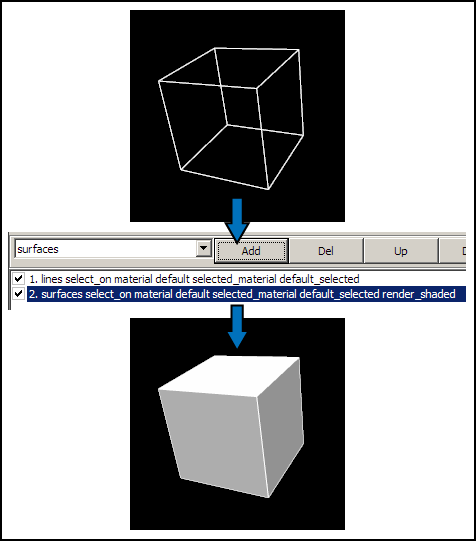 surfaces Add Del Up
1. lines select_on material default selected_material default_selected
2. surfaces select_on material default selected_material default_selected render_shaded